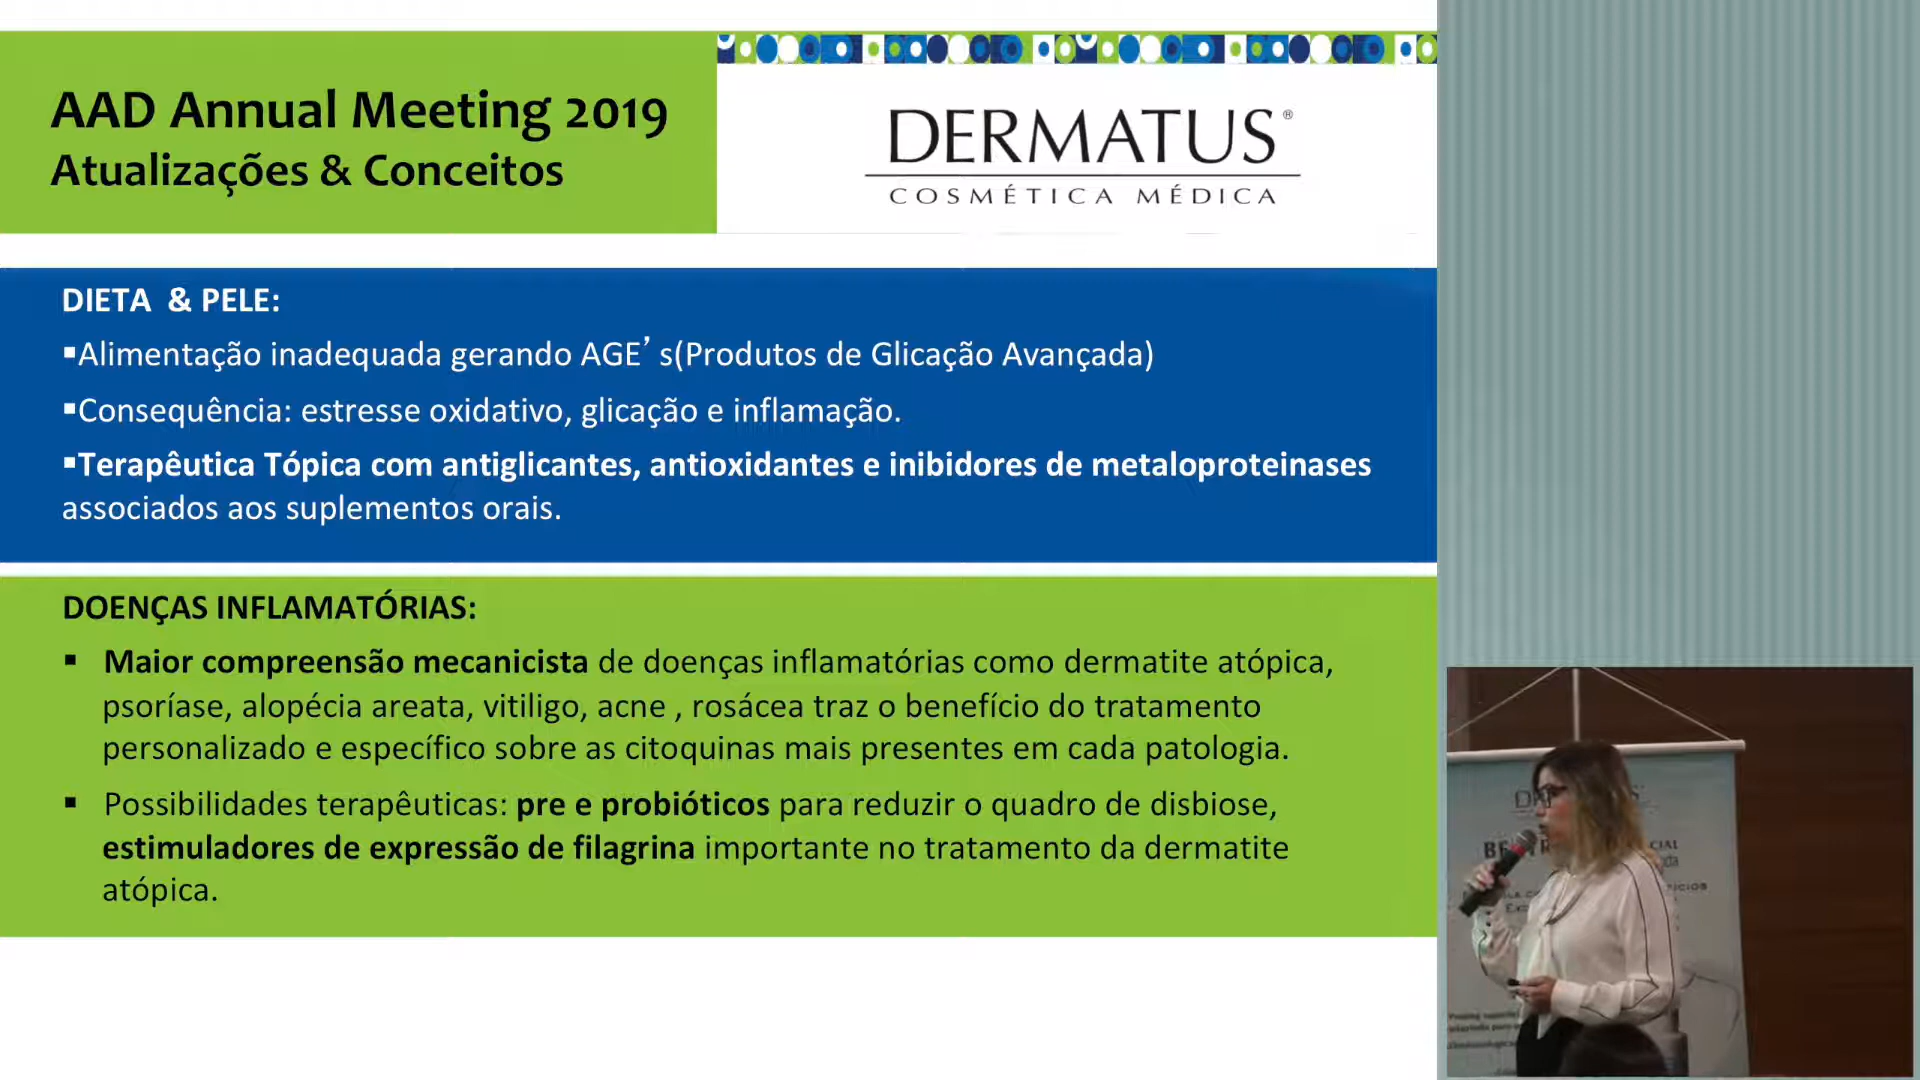 AAD Annual Meeting 2019
Atualizações & Conceitos
DERMATUS®
COSMÉTICA MÉDICA
DIETA & PELE:
▪Alimentação inadequada gerando AGE’ s(Produtos de Glicação Avançada)
▪Consequência: estresse oxidativo, glicação e inflamação.
▪Terapêutica Tópica com antiglicantes, antioxidantes e inibidores de metaloproteinases
associados aos suplementos orais.
DOENÇAS INFLAMATÓRIAS:
▪ Maior compreensão mecanicista de doenças inflamatórias como dermatite atópica,
psoríase, alopécia areata, vitiligo, acne , rosácea traz o benefício do tratamento
personalizado e específico sobre as citoquinas mais presentes em cada patologia.
▪ Possibilidades terapêuticas: pre e probióticos para reduzir o quadro de disbiose,
estimuladores de expressão de filagrina importante no tratamento da dermatite
atópica.